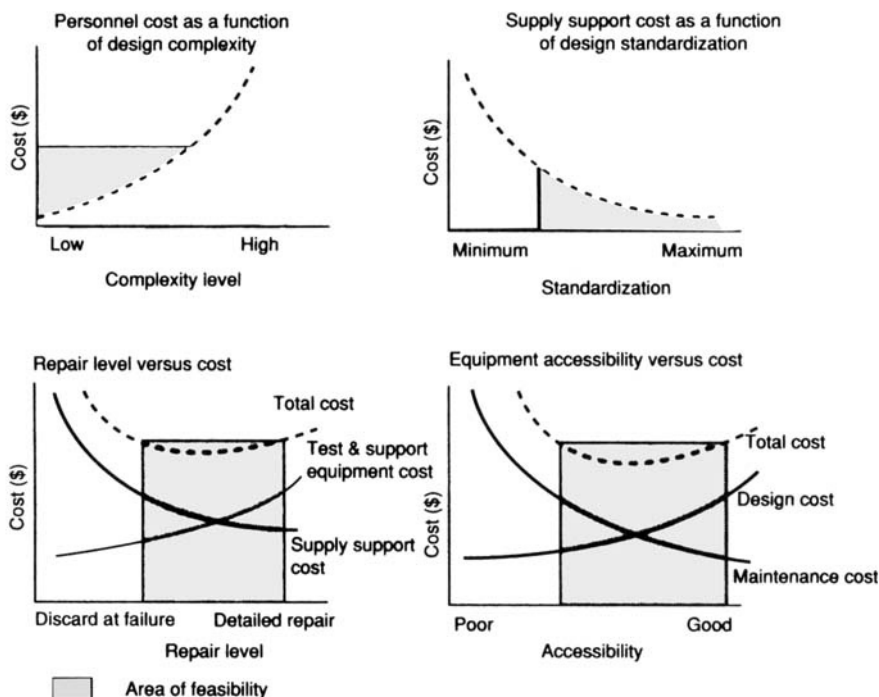 Personnel cost as a function
of design complexity
Cost ($)
Low
High
Complexity level
Supply support cost as a function
of design standardization
Cost ($)
Minimum
Maximum
Standardization
Repair level versus cost
Total cost
Test & support
equipment cost
Supply support
cost
Cost ($)
Discard at failure
Detailed repair
Repair level
Equipment accessibility versus cost
Total cost
Design cost
Maintenance cost
Cost ($)
Poor
Good
Accessibility
Area of feasibility